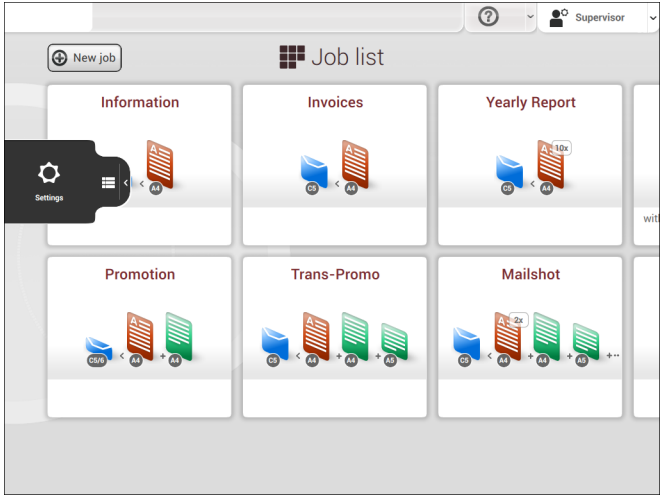 Supervisor
New job
Job list
Information
Invoices
Yearly Report
A
A
A
10x
Settings
A4
C5
A4
C5
A4
with
Promotion
Trans-Promo
Mailshot
A
A
A
2x
C5/6
A4
+
A4
C5
A4
+
A4
+
A5
C5
A4
+
A4
+
A5
+